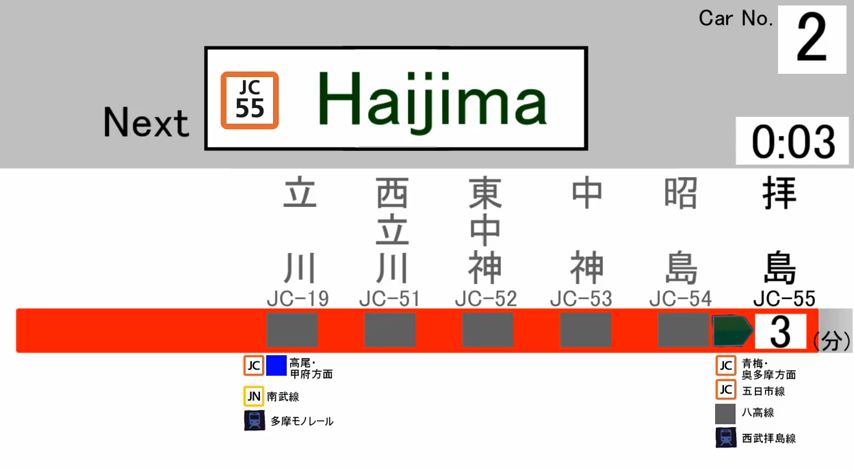 Car No. 2
Next
JC
55
Haijima
0:03
立川
西立川
東中神
中神
昭島
拝島
JC-19
JC-51
JC-52
JC-53
JC-54
JC-55
3
(分)
JC 高尾・
甲府方面
JN 南武線
多摩モノレール
JC 青梅・
奥多摩方面
JC 五日市線
八高線
西武拝島線